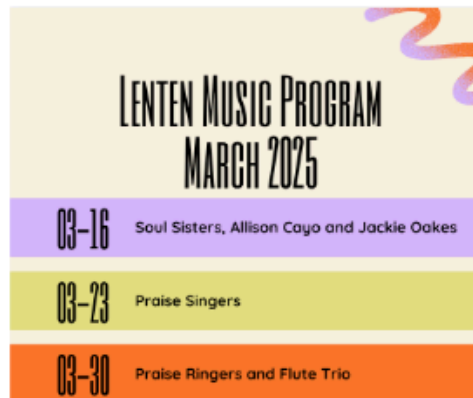 Lenten Music Program
March 2025
03-16 Soul Sisters, Allison Cayo and Jackie Oakes
03-23 Praise Singers
03-30 Praise Ringers and Flute Trio